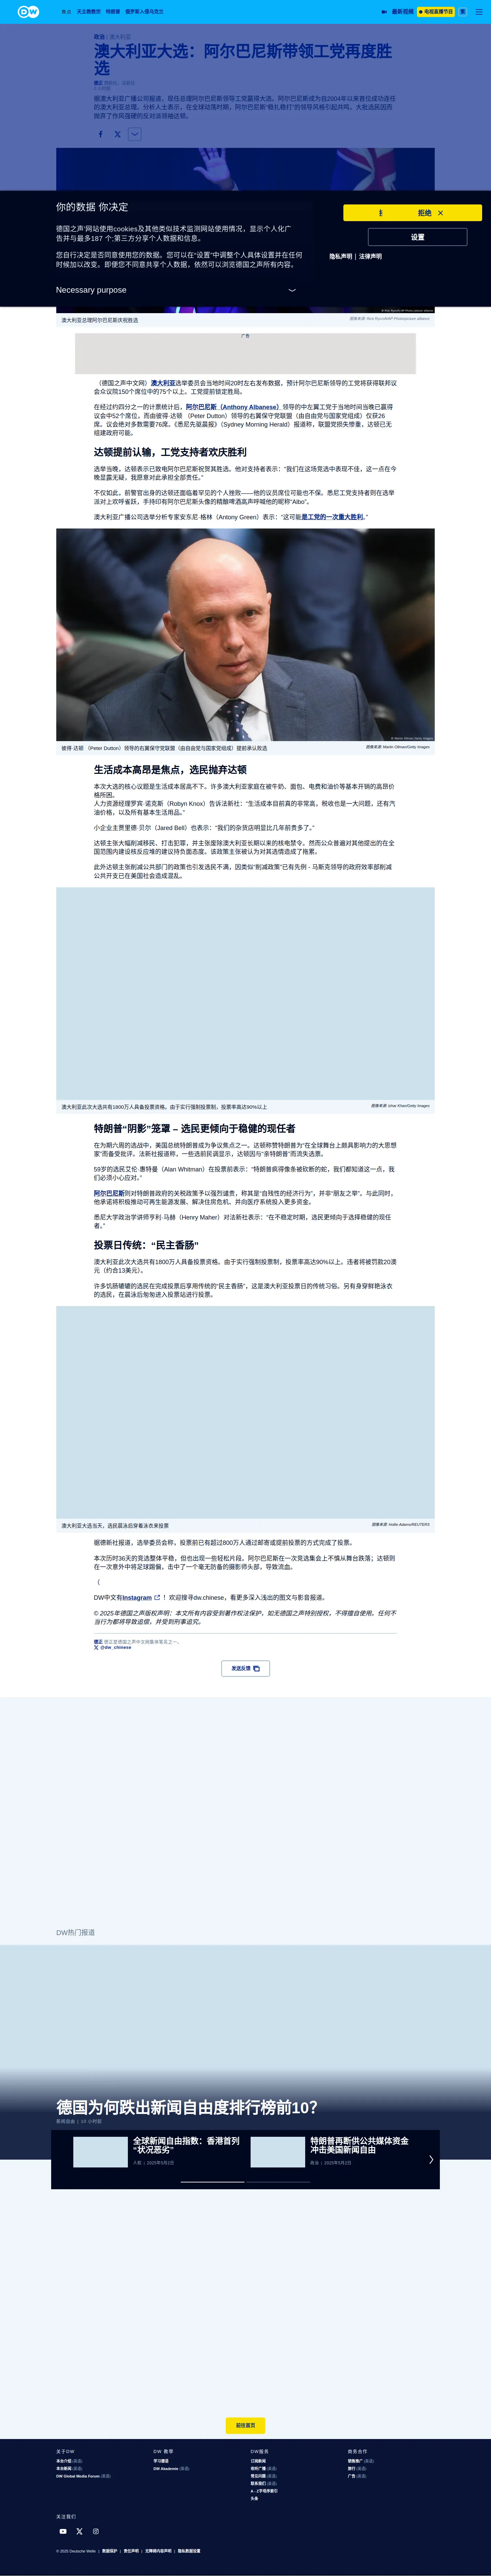 DW
焦点
天主教教宗
特朗普
俄罗斯入侵乌克兰
最新视频
电视直播节目
繁
政治 | 澳大利亚
澳大利亚大选：阿尔巴尼斯带领工党再度胜
选
据澳大利亚广播公司报道，现任总理阿尔巴尼斯领导工党赢得大选。阿尔巴尼斯成为自2004年以来首位成功连任
的澳大利亚总理。分析人士表示，在全球动荡时期，阿尔巴尼斯“稳扎稳打”的领导风格引起共鸣，大批选民因而
抛弃了作风强硬的反对派领袖达顿。
你的数据 你决定
德国之声 网站使用cookies及其他类似技术监测网站使用情况，显示个人化广
告并与最多187 个;第三方分享个人数据和信息。
您自行决定是否同意使用您的数据。您可以在“设置”中调整个人具体设置并在任何
时候加以改变。即便您不同意共享个人数据，依然可以浏览德国之声所有内容。
拒绝
设置
隐私声明 | 法律声明
Necessary purpose
澳大利亚总理阿尔巴尼斯庆祝胜选
图像来源: Rick Rycroft/AP Photo/picture alliance
广告
（德国之声中文网）澳大利亚选举委员会当地时间20时左右发布数据，预计阿尔巴尼斯领导的工党将获得联邦议
会众议院150个席位中的75个以上。工党提前锁定胜局。
在经过约四分之一的计票统计后，阿尔巴尼斯（Anthony Albanese）领导的中左翼工党于当地时间当晚已赢得
议会中52个席位，而由彼得·达顿 （Peter Dutton）领导的右翼保守党联盟（由自由党与国家党组成）仅获26
席。议会绝对多数需要76席。《悉尼先驱晨报》（Sydney Morning Herald）报道称，联盟党损失惨重，达顿已无
组建政府可能。
达顿提前认输，工党支持者欢庆胜利
选举当晚，达顿表示已致电阿尔巴尼斯祝贺其胜选。他对支持者表示：“我们在这场竞选中表现不佳，这一点在今
晚显露无疑，我愿意对此承担全部责任。”
不仅如此，前警官出身的达顿还面临着罕见的个人挫败——他的议员席位可能也不保。悉尼工党支持者则在选举
派对上欢呼雀跃，手持印有阿尔巴尼斯头像的精酿啤酒高声呼喊他的昵称“Albo”。
澳大利亚广播公司选举分析专家安东尼·格林（Antony Green）表示：“这可能是工党的一次重大胜利。”
© Martin Ollman/Getty Images
彼得·达顿 （Peter Dutton）领导的右翼保守党联盟（由自由党与国家党组成）提前承认败选
图像来源: Martin Ollman/Getty Images
生活成本高昂是焦点，选民抛弃达顿
本次大选的核心议题是生活成本居高不下。许多澳大利亚家庭在被牛奶、面包、电费和油价等基本开销的高昂价
格所困。
人力资源经理罗宾·诺克斯（Robyn Knox）告诉法新社：“生活成本目前真的非常高，税收也是一大问题，还有汽
油价格，以及所有基本生活用品。”
小企业主贾里德·贝尔（Jared Bell）也表示：“我们的杂货店明显比几年前贵多了。”
达顿主张大幅削减移民，打击犯罪，并主张废除澳大利亚长期以来的核电禁令。然而公众普遍对其他提出的在全
国范围内建设核反应堆的建议持负面态度、该政策主张被认为对其选情造成了拖累。
此外达顿主张削减公共部门的政策也引发选民不满，因类似“削减政策”已有先例 - 马斯克领导的政府效率部削减
公共开支已在美国社会造成混乱。
澳大利亚此次大选共有1800万人具备投票资格。由于实行强制投票制，投票率高达90%以上
图像来源: Izhar Khan/Getty Images
特朗普“阴影”笼罩 – 选民更倾向于稳健的现任者
在为期六周的选战中，美国总统特朗普成为争议焦点之一。达顿称赞特朗普为“在全球舞台上颇具影响力的大思想
家”而备受批评。法新社报道称，一些选前民调显示，达顿因与“亲特朗普”而流失选票。
59岁的选民艾伦·惠特曼（Alan Whitman）在投票前表示：“特朗普疯得像条被砍断的蛇，我们都知道这一点，我
们必须小心应对。”
阿尔巴尼斯则对特朗普政府的关税政策予以强烈谴责，称其是“自残性的经济行为”，并非“朋友之举”。与此同时，
他承诺将积极推动可再生能源发展、解决住房危机、并向医疗系统投入更多资金。
悉尼大学政治学讲师亨利·马赫（Henry Maher）对法新社表示：“在不稳定时期，选民更倾向于选择稳健的现任
者。”
投票日传统：“民主香肠”
澳大利亚此次大选共有1800万人具备投票资格。由于实行强制投票制，投票率高达90%以上。违者将被罚款20澳
元（约合13美元）。
许多饥肠辘辘的选民在完成投票后享用传统的“民主香肠”，这是澳大利亚投票日的传统习俗。另有身穿鲜艳泳衣
的选民，在晨泳后匆匆进入投票站进行投票。
澳大利亚大选当天，选民晨泳后穿着泳衣来投票
图像来源: Hollie Adams/REUTERS
据德新社报道，选举委员会称，投票前已有超过800万人通过邮寄或提前投票的方式完成了投票。
本次历时36天的竞选整体平稳，但也出现一些轻松片段。阿尔巴尼斯在一次竞选集会上不慎从舞台跌落；达顿则
在一次意外中将足球踢偏，击中了一个毫无防备的摄影师头部，导致流血。
（
DW中文有Instagram ！欢迎搜寻dw.chinese，看更多深入浅出的图文与影音报道。
© 2025年德国之声版权声明：本文所有内容受到著作权法保护，如无德国之声特别授权，不得擅自使用。任何不
当行为都将导致追偿，并受到刑事追究。
德正 德正是德国之声中文网集体笔名之一。
@dw_chinese
发送反馈
DW热门报道
德国为何跌出新闻自由度排行榜前10？
新闻自由 | 10 小时前
全球新闻自由指数：香港首列
“状况恶劣”
人权 | 2025年5月2日
特朗普再断供公共媒体资金
冲击美国新闻自由
政治 | 2025年5月2日
前往首页
关于DW
本台介绍 (英语)
本台新闻 (英语)
DW Global Media Forum (英语)
DW 教学
学习德语
DW Akademie (英语)
DW服务
订阅新闻
收听广播 (英语)
常见问题 (英语)
联系我们 (英语)
A - Z字母序索引
头条
商务合作
销售推广 (英语)
旅行 (英语)
广告 (英语)
关注我们
© 2025 Deutsche Welle | 数据保护 | 责任声明 | 无障碍内容声明 | 隐私数据设置